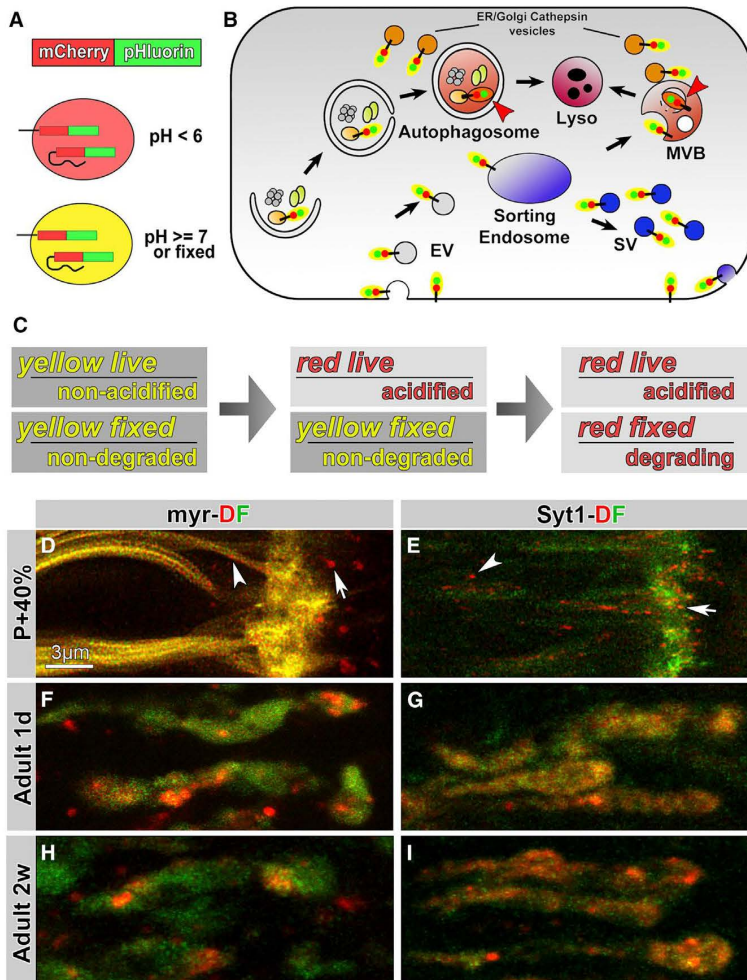 A
mCherry pHluorin
pH < 6
pH >= 7
or fixed
B
ER/Golgi Cathepsin
vesicles
Autophagosome
Lyso
MVB
Sorting
Endosome
EV
SV
C
yellow live
non-acidified
yellow fixed
non-degraded
red live
acidified
yellow fixed
non-degraded
red live
acidified
red fixed
degrading
myr-DF
Syt1-DF
P+40%
D
3µm
E
Adult 1d
F
G
Adult 2w
H
I